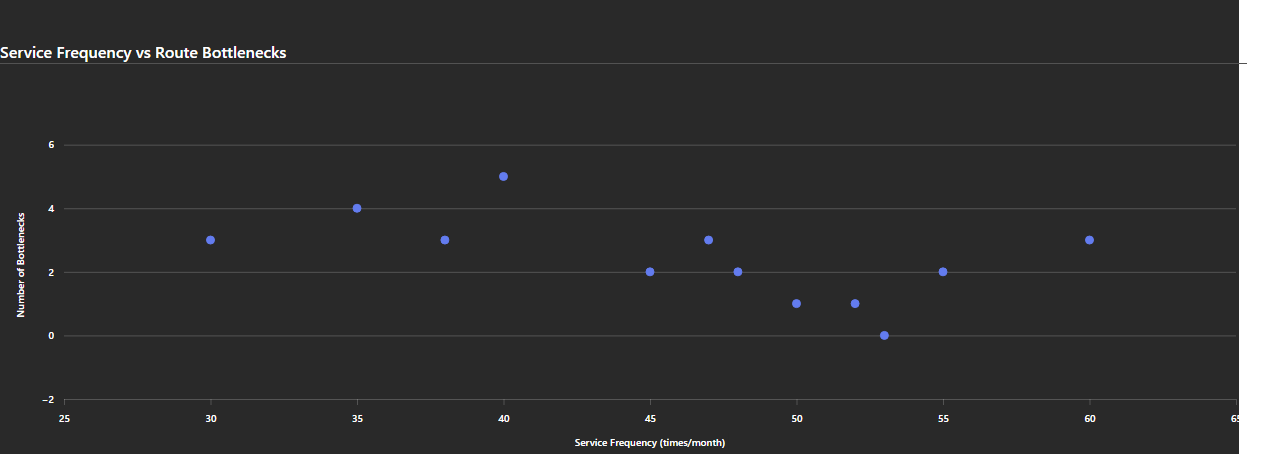 Service Frequency vs Route Bottlenecks
6
4
2
0
−2
Number of Bottlenecks
25 30 35 40 45 50 55 60 65
Service Frequency (times/month)